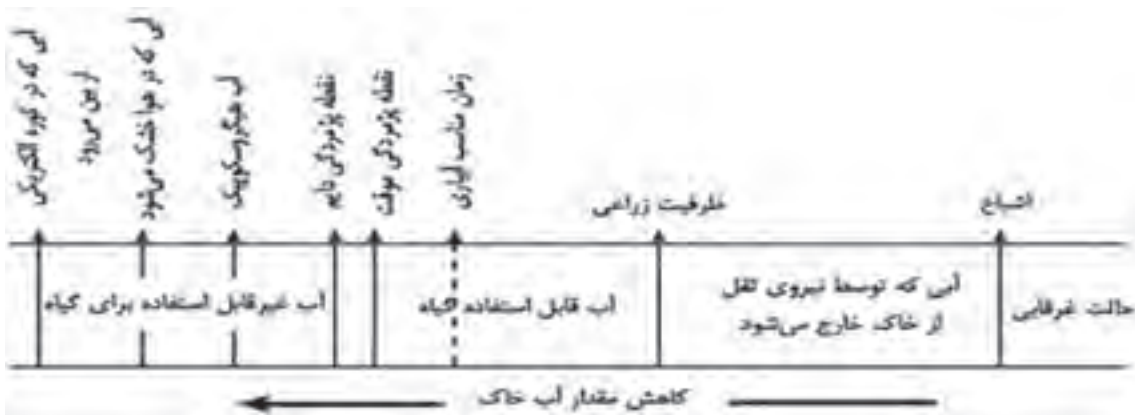 اشباع
ظرفیت زراعی
زمان مناسب آبیاری
نقطه پژمردگی موقت
نقطه پژمردگی دایم
آب هیگروسکوپیک
آبی که در هوا خشک می‌شود
آبی که در کوره الکتریکی
از بین می‌رود
حالت غرقابی
آبی که توسط نیروی ثقل
از خاک خارج می‌شود
آب قابل استفاده گیاه
آب غیرقابل استفاده برای گیاه
کاهش مقدار آب خاک